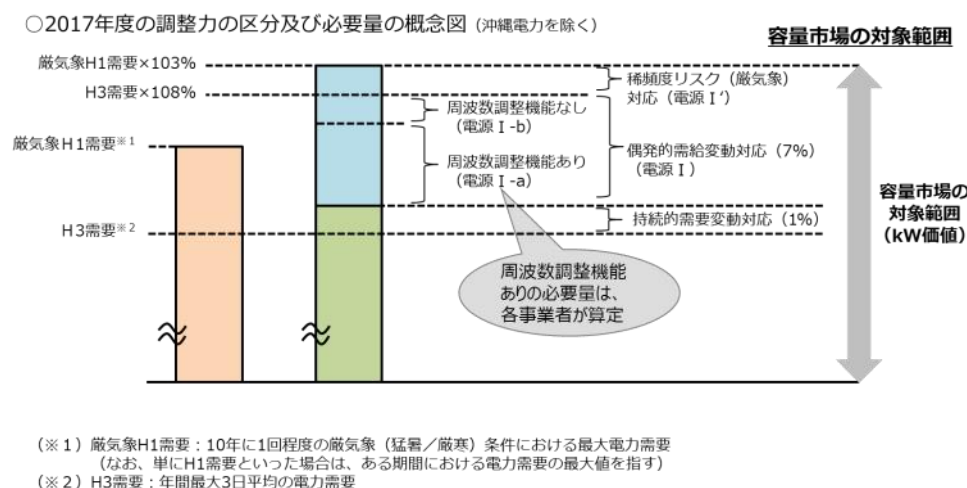 ○2017年度の調整力の区分及び必要量の概念図（沖縄電力を除く）
容量市場の対象範囲
厳気象H1需要×103%
H3需要×108%
厳気象H1需要※1
H3需要※2
周波数調整機能なし
（電源Ⅰ-b）
周波数調整機能あり
（電源Ⅰ-a）
稀頻度リスク（厳気象）
対応（電源Ⅰ’）
偶発的需給変動対応（7%）
（電源Ⅰ）
持続的需要変動対応（1%）
周波数調整機能
ありの必要量は、
各事業者が算定
容量市場の
対象範囲
（kW価値）
（※1）厳気象H1需要：10年に1回程度の厳気象（猛暑／厳寒）条件における最大電力需要
（なお、単にH1需要といった場合は、ある期間における電力需要の最大値を指す）
（※2）H3需要：年間最大3日平均の電力需要